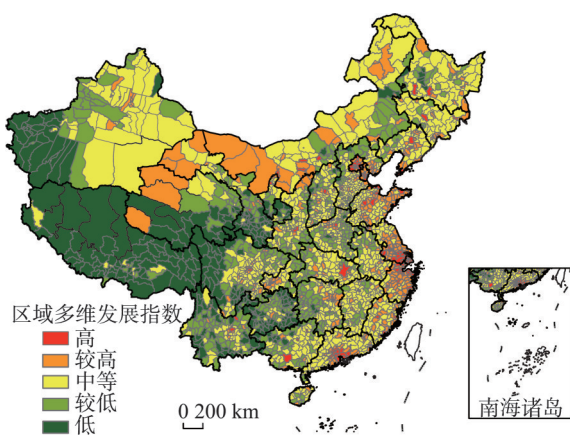 区域多维发展指数
高
较高
中等
较低
低
0 200 km
南海诸岛